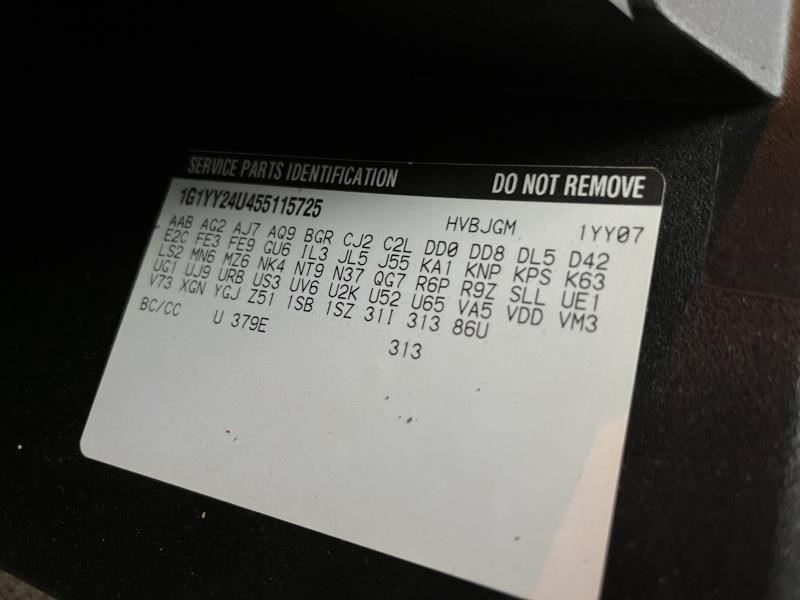 SERVICE PARTS IDENTIFICATION DO NOT REMOVE
1G1YY24U455115725 HVBJGM 1YY07
AAB AG2 AJ7 AQ9 BGR CJ2 C2L DD0 DD8 DL5 D42
E2C FE3 FE9 GU6 IL3 JL5 J55 KA1 KNP KPS K63
LS2 MN6 MZ6 NK4 NT9 N37 QG7 R6P R9Z SLL UE1
UG1 UJ9 URB US3 UV6 U2K U52 U65 VA5 VDD VM3
V73 XGN YGJ Z51 1SB 1SZ 31I 313 86U
BC/CC U 379E
313